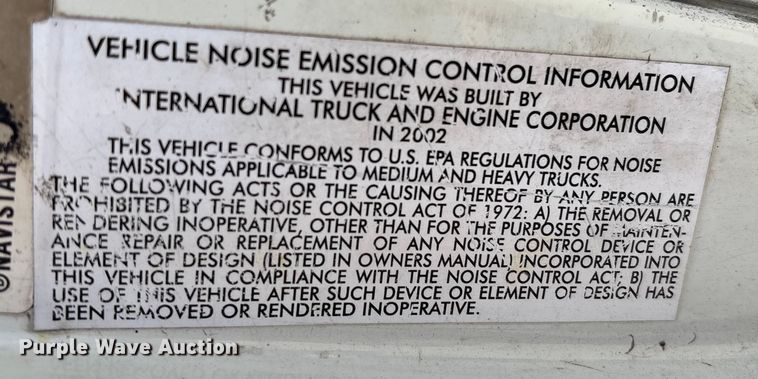 VEHICLE NOISE EMISSION CONTROL INFORMATION
THIS VEHICLE WAS BUILT BY
INTERNATIONAL TRUCK AND ENGINE CORPORATION
IN 2002
THIS VEHICLE CONFORMS TO U.S. EPA REGULATIONS FOR NOISE
EMISSIONS APPLICABLE TO MEDIUM AND HEAVY TRUCKS.
THE FOLLOWING ACTS OR THE CAUSING THEREOF BY ANY PERSON ARE
PROHIBITED BY THE NOISE CONTROL ACT OF 1972: A) THE REMOVAL OR
RENDERING INOPERATIVE, OTHER THAN FOR THE PURPOSES OF MAINTEN-
ANCE REPAIR OR REPLACEMENT OF ANY NOISE CONTROL DEVICE OR
ELEMENT OF DESIGN (LISTED IN OWNERS MANUAL) INCORPORATED INTO
THIS VEHICLE IN COMPLIANCE WITH THE NOISE CONTROL ACT; B) THE
USE OF THIS VEHICLE AFTER SUCH DEVICE OR ELEMENT OF DESIGN HAS
BEEN REMOVED OR RENDERED INOPERATIVE.
©NAVISTAR
Purple Wave Auction